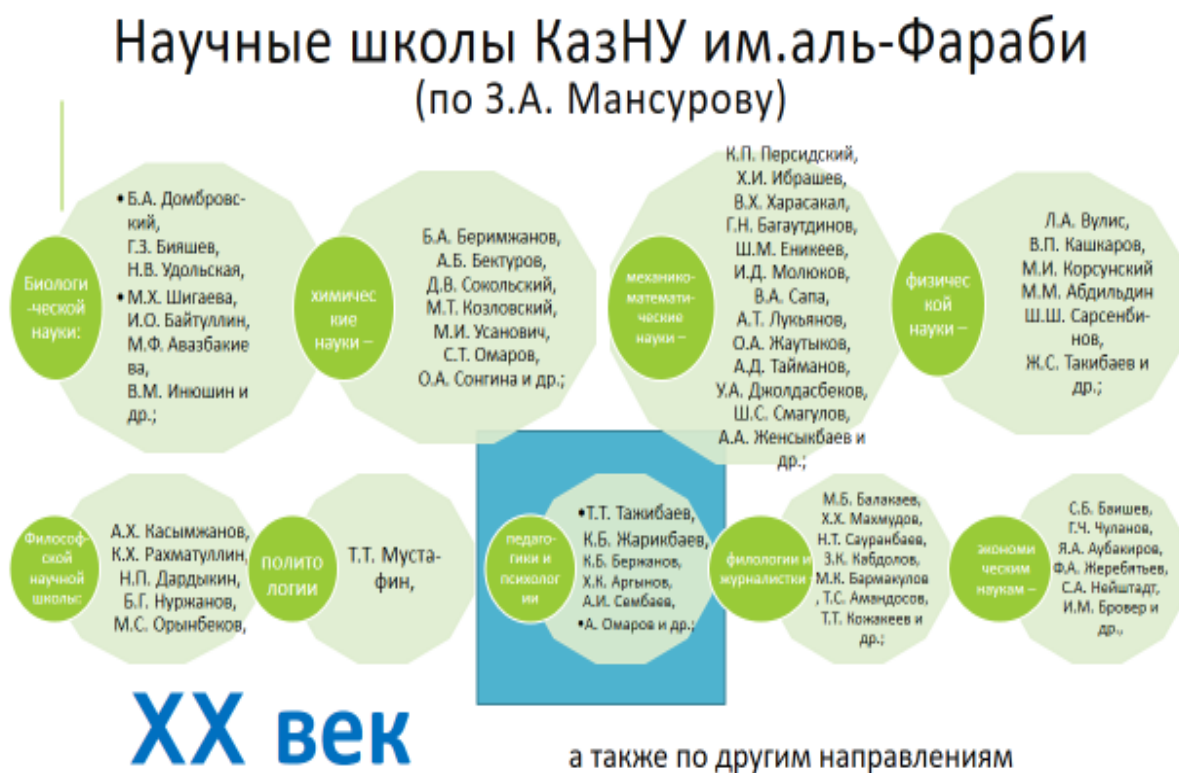 Научные школы КазНУ им.аль-Фараби
(по З.А. Мансурову)
Биологи
-ческой
науки:
•Б.А. Домбровс-
кий,
Г.З. Бияшев,
Н.В. Удольская,
•М.Х. Шигаева,
И.О. Байтуллин,
М.Ф. Авазбакие
ва,
В.М. Инюшин и
др.;
химичес
кие
науки –
Б.А. Беримжанов,
А.Б. Бектуров,
Д.В. Сокольский,
М.Т. Козловский,
М.И. Усанович,
С.Т. Омаров,
О.А. Сонгина и др.;
механико-
математи-
ческие
науки –
К.П. Персидский,
Х.И. Ибрашев,
В.Х. Харасакал,
Г.Н. Багаутдинов,
Ш.М. Еникеев,
И.Д. Молюков,
В.А. Сапа,
А.Т. Лукьянов,
О.А. Жаутыков,
А.Д. Тайманов,
У.А. Джолдасбеков,
Ш.С. Смагулов,
А.А. Женсыкбаев и
др.;
физичес
кой
науки –
Л.А. Вулис,
В.П. Кашкаров,
М.И. Корсунский
М.М. Абдильдин
Ш.Ш. Сарсенби-
нов,
Ж.С. Такибаев и
др.;
Философ-
ской
научной
школы:
А.Х. Касымжанов,
К.Х. Рахматуллин,
Н.П. Дардыкин,
Б.Г. Нуржанов,
М.С. Орынбеков,
полито
логии
Т.Т. Муста-
фин,
педаго-
гики и
психолог
ии
•Т.Т. Тажибаев,
К.Б. Жарикбаев,
К.Б. Бержанов,
Х.К. Аргынов,
А.И. Сембаев,
•А. Омаров и др.;
филологии и
журналистки -
М.Б. Балакаев,
Х.Х. Махмудов,
Н.Т. Сауранбаев,
З.К. Кабдолов,
М.К. Бармакулов
, Т.С. Амандосов,
Т.Т. Кожакеев и
др.;
экономи
ческим
наукам –
С.Б. Баишев,
Г.Ч. Чуланов,
Я.А. Аубакиров,
Ф.А. Жеребятьев,
С.А. Нейштадт,
И.М. Бровер и
др.,
XX век
а также по другим направлениям